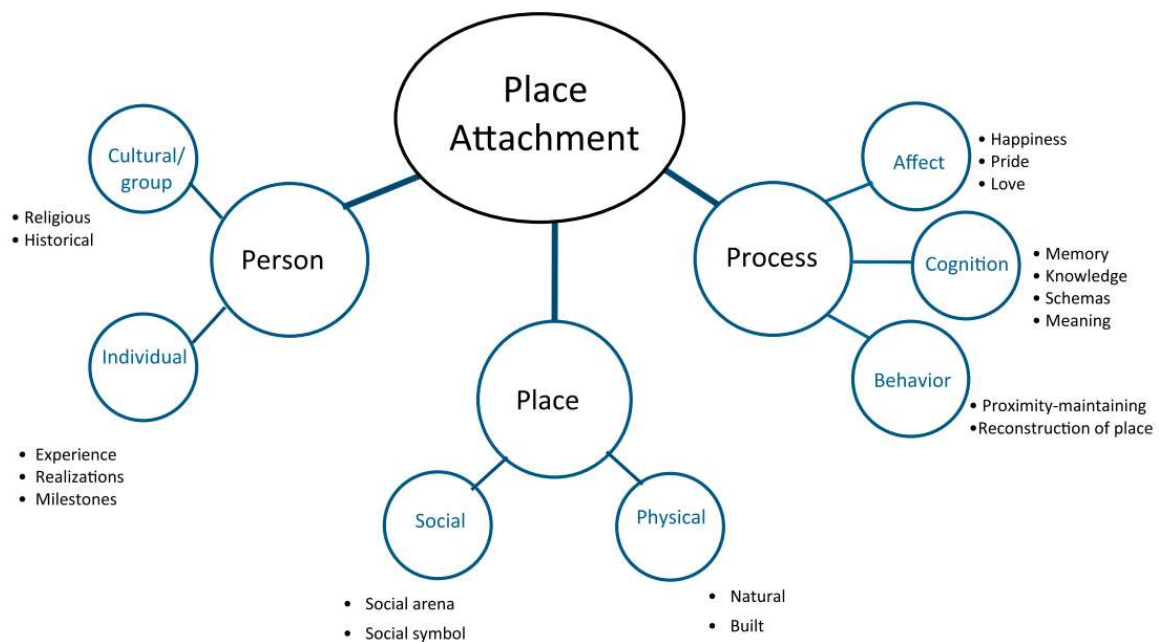 Place
Attachment
Cultural/
group
• Religious
• Historical
Person
Individual
• Experience
• Realizations
• Milestones
Place
Social
• Social arena
• Social symbol
Physical
• Natural
• Built
Process
Affect
• Happiness
• Pride
• Love
Cognition
• Memory
• Knowledge
• Schemas
• Meaning
Behavior
• Proximity-maintaining
•Reconstruction of place